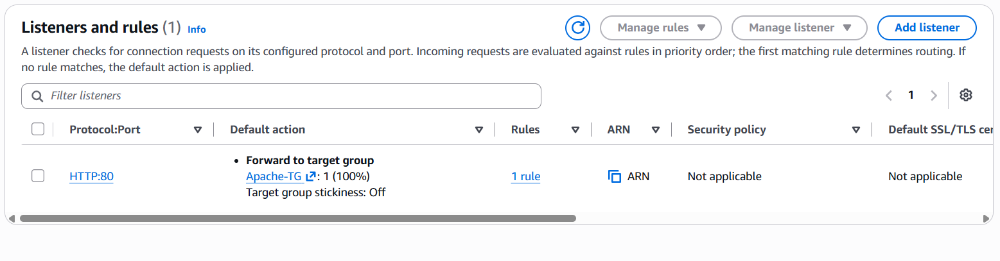 Listeners and rules (1) Info
Manage rules
Manage listener
Add listener
A listener checks for connection requests on its configured protocol and port. Incoming requests are evaluated against rules in priority order; the first matching rule determines routing. If
no rule matches, the default action is applied.
Filter listeners
1
Protocol:Port
Default action
Rules
ARN
Security policy
Default SSL/TLS cer
HTTP:80
• Forward to target group
Apache-TG : 1 (100%)
Target group stickiness: Off
1 rule
ARN
Not applicable
Not applicable